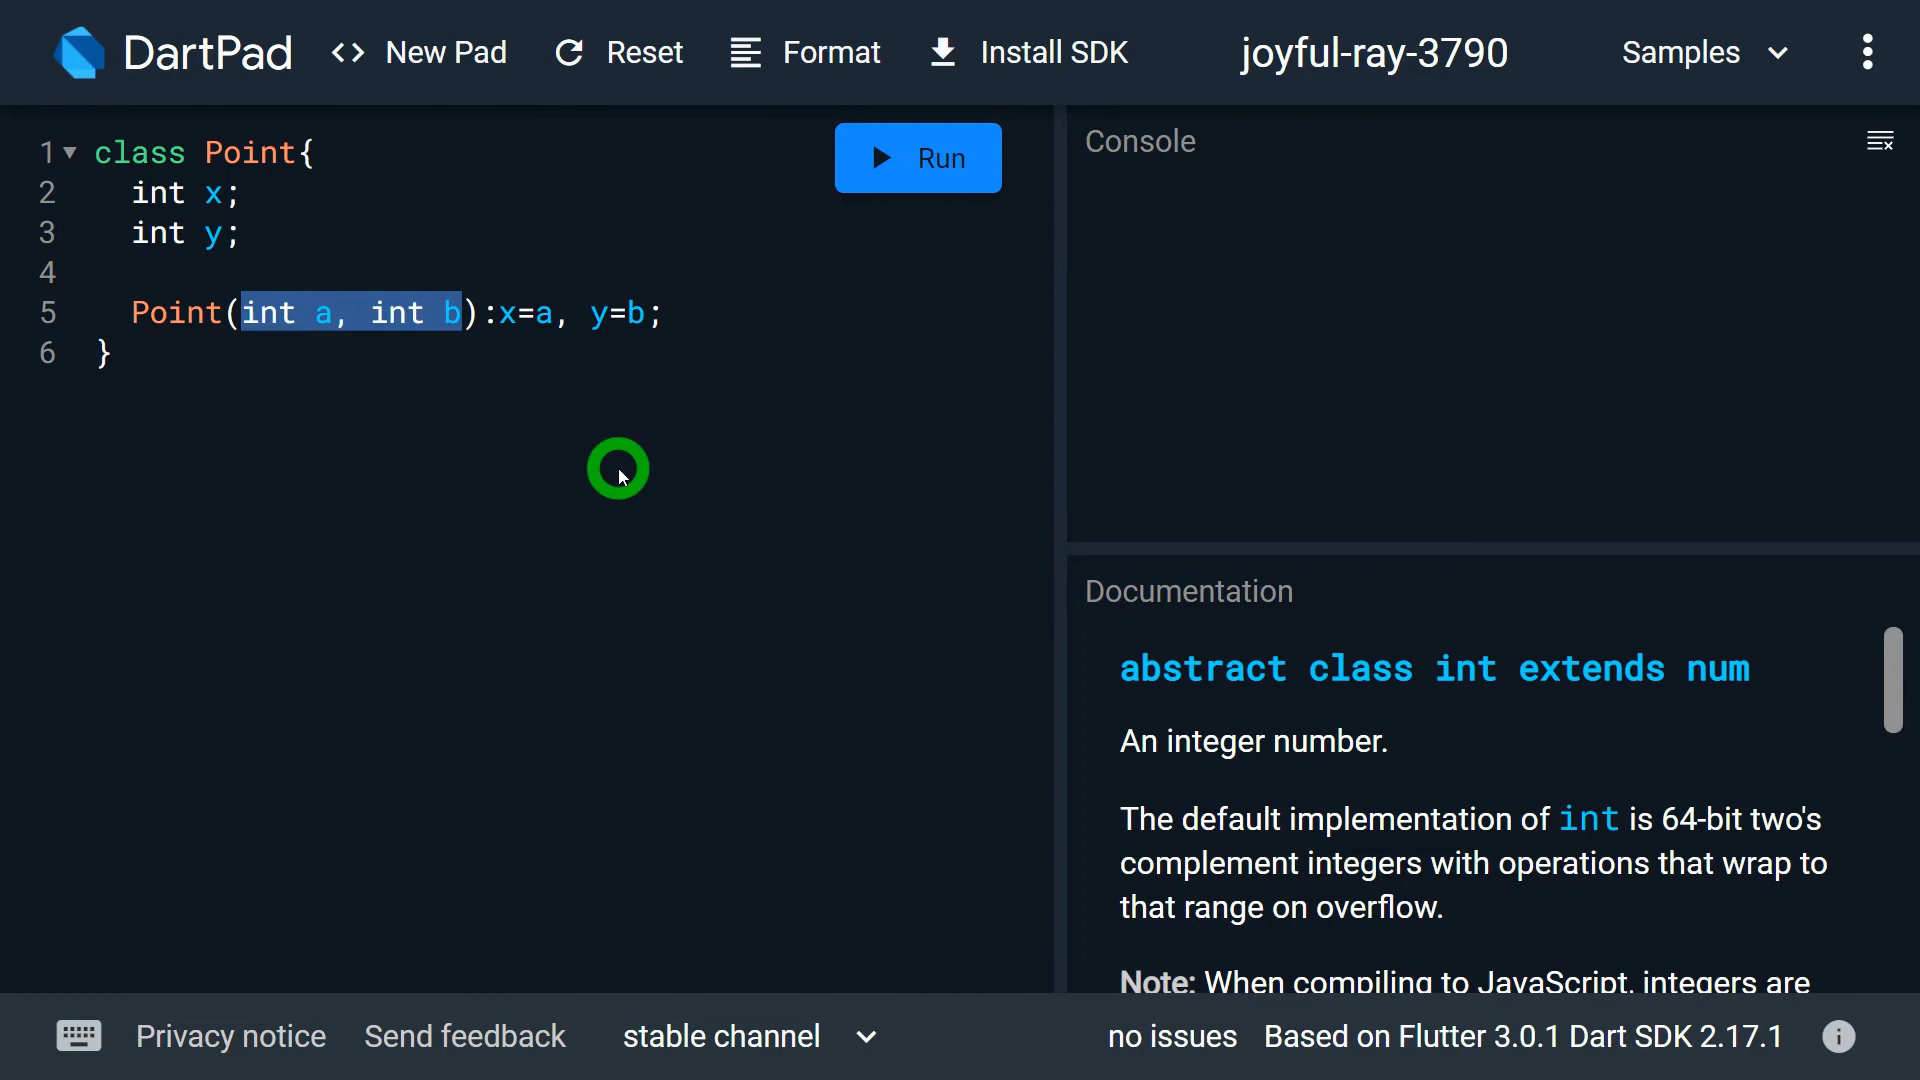 DartPad <> New Pad Reset Format Install SDK joyful-ray-3790 Samples
1 class Point{
2 int x;
3 int y;
4
5 Point(int a, int b):x=a, y=b;
6 }
Run
Console
Documentation
abstract class int extends num
An integer number.
The default implementation of int is 64-bit two's
complement integers with operations that wrap to
that range on overflow.
Note: When compiling to JavaScript, integers are
Privacy notice Send feedback stable channel no issues Based on Flutter 3.0.1 Dart SDK 2.17.1